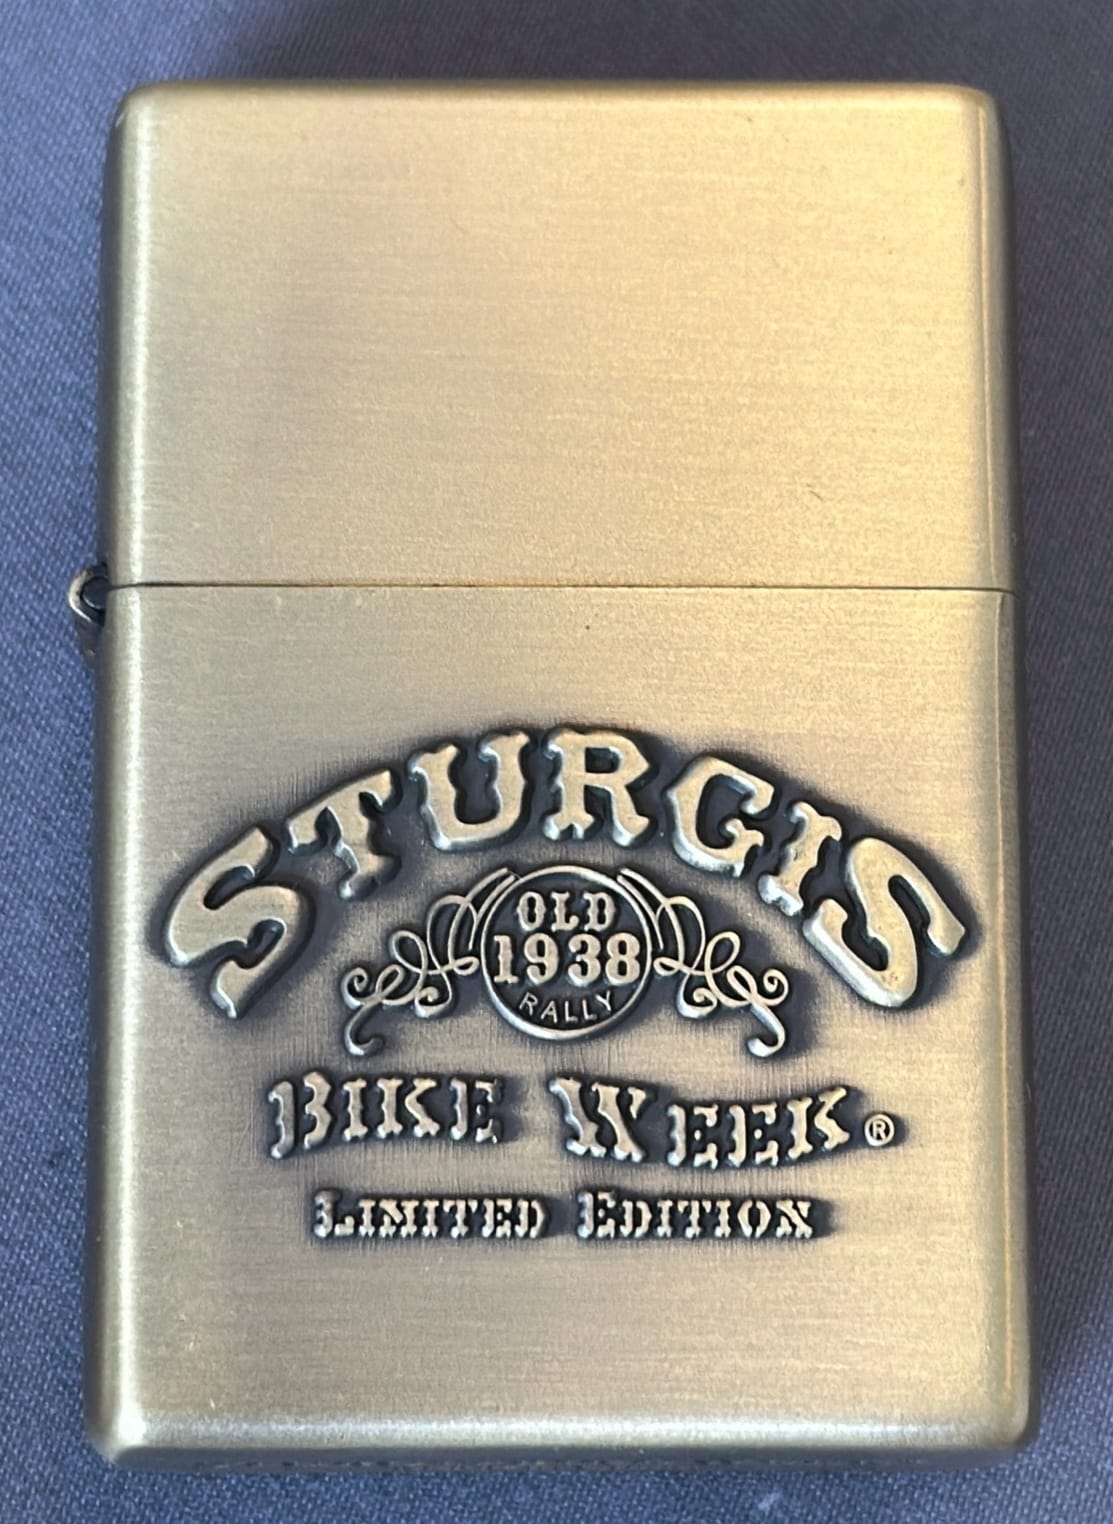 STURGIS
OLD
1938
RALLY
BIKE WEEK®
LIMITED EDITION